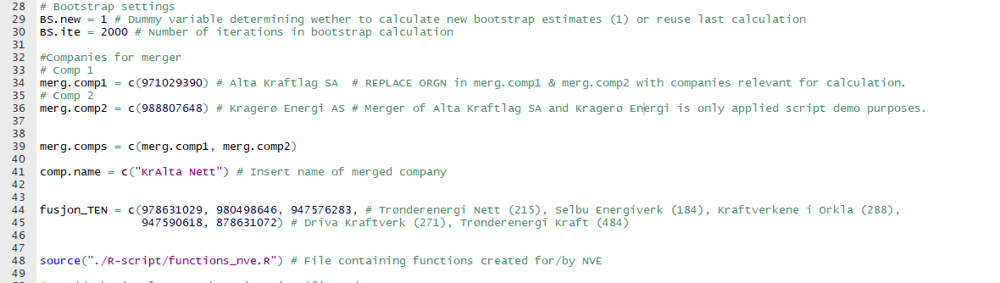 28 # Bootstrap settings
29 BS.new = 1 # Dummy variable determining wether to calculate new bootstrap estimates (1) or reuse last calculation
30 BS.ite = 2000 # Number of iterations in bootstrap calculation
31
32 #Companies for merger
33 # Comp 1
34 merg.comp1 = c(971029390) # Alta Kraftlag SA  # REPLACE ORGN in merg.comp1 & merg.comp2 with companies relevant for calculation.
35 # Comp 2
36 merg.comp2 = c(988807648) # Kragerø Energi AS # Merger of Alta Kraftlag SA and Kragerø Energi is only applied script demo purposes.
37
38
39 merg.comps = c(merg.comp1, merg.comp2)
40
41 comp.name = c("KrAlta Nett") # Insert name of merged company
42
43
44 fusjon_TEN = c(978631029, 980498646, 947576283, # Trønderenergi Nett (215), Selbu Energiverk (184), Kraftverkene i Orkla (288),
45                947590618, 878631072) # Driva Kraftverk (271), Trønderenergi Kraft (484)
46
47
48 source("./R-script/functions_nve.R") # File containing functions created for/by NVE
49